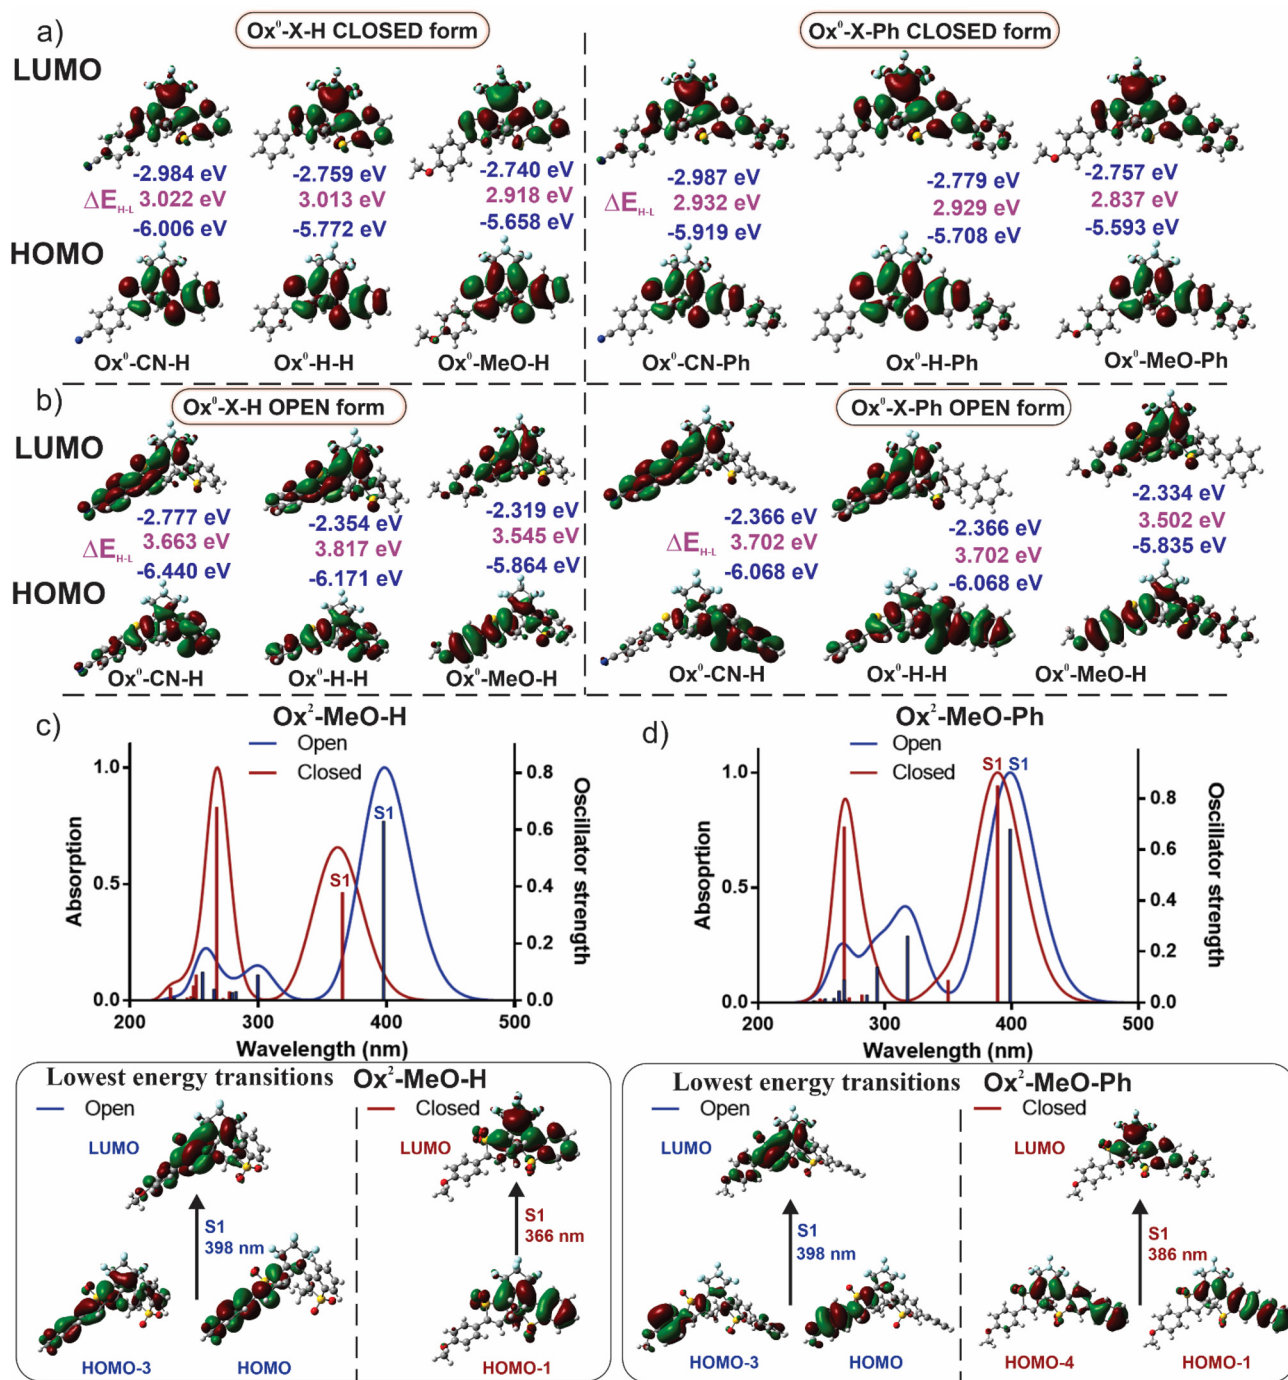 a)
Ox⁰-X-H CLOSED form
Ox⁰-X-Ph CLOSED form
LUMO
-2.984 eV
-2.759 eV
-2.740 eV
-2.987 eV
-2.779 eV
-2.757 eV
ΔE_H-L 3.022 eV
3.013 eV
2.918 eV
ΔE_H-L 2.932 eV
2.929 eV
2.837 eV
-6.006 eV
-5.772 eV
-5.658 eV
-5.919 eV
-5.708 eV
-5.593 eV
HOMO
Ox⁰-CN-H
Ox⁰-H-H
Ox⁰-MeO-H
Ox⁰-CN-Ph
Ox⁰-H-Ph
Ox⁰-MeO-Ph
b)
Ox⁰-X-H OPEN form
Ox⁰-X-Ph OPEN form
LUMO
-2.777 eV
-2.354 eV
-2.319 eV
-2.366 eV
-2.366 eV
-2.334 eV
ΔE_H-L 3.663 eV
3.817 eV
3.545 eV
ΔE_H-L 3.702 eV
3.702 eV
3.502 eV
-6.440 eV
-6.171 eV
-5.864 eV
-6.068 eV
-6.068 eV
-5.835 eV
HOMO
Ox⁰-CN-H
Ox⁰-H-H
Ox⁰-MeO-H
Ox⁰-CN-H
Ox⁰-H-H
Ox⁰-MeO-H
c)
Ox²-MeO-H
Open
Closed
1.0
0.5
0.0
Absorption
S1
S1
0.8
0.6
0.4
0.2
0.0
Oscillator strength
200
300
400
500
Wavelength (nm)
d)
Ox²-MeO-Ph
Open
Closed
1.0
0.5
0.0
Absoprtion
S1 S1
0.8
0.6
0.4
0.2
0.0
Oscillator strength
200
300
400
500
Wavelength (nm)
Lowest energy transitions Ox²-MeO-H
Open
Closed
LUMO
LUMO
S1
398 nm
S1
366 nm
HOMO-3
HOMO
HOMO-1
Lowest energy transitions Ox²-MeO-Ph
Open
Closed
LUMO
LUMO
S1
398 nm
S1
386 nm
HOMO-3
HOMO
HOMO-4
HOMO-1